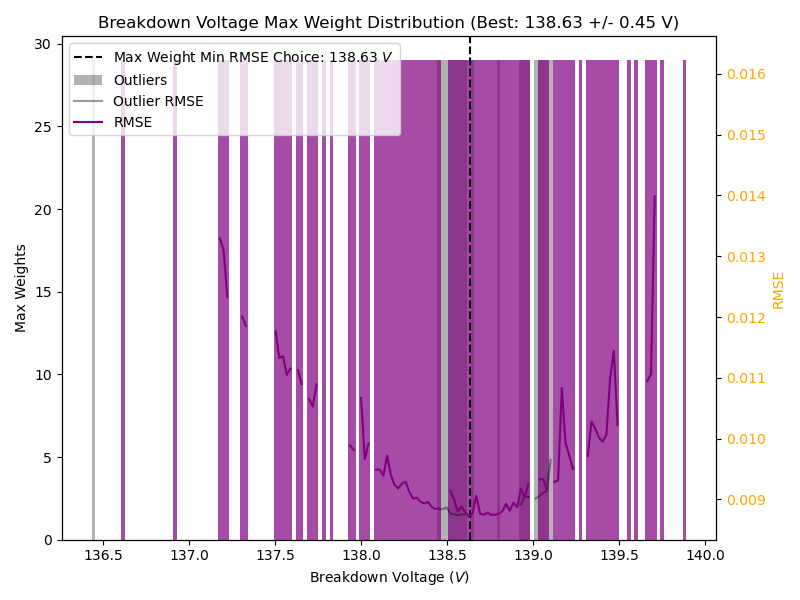 Breakdown Voltage Max Weight Distribution (Best: 138.63 +/- 0.45 V)
Max Weight Min RMSE Choice: 138.63 V
Outliers
Outlier RMSE
RMSE
30
25
20
15
10
5
0
Max Weights
0.016
0.015
0.014
0.013
0.012
0.011
0.010
0.009
RMSE
136.5 137.0 137.5 138.0 138.5 139.0 139.5 140.0
Breakdown Voltage (V)